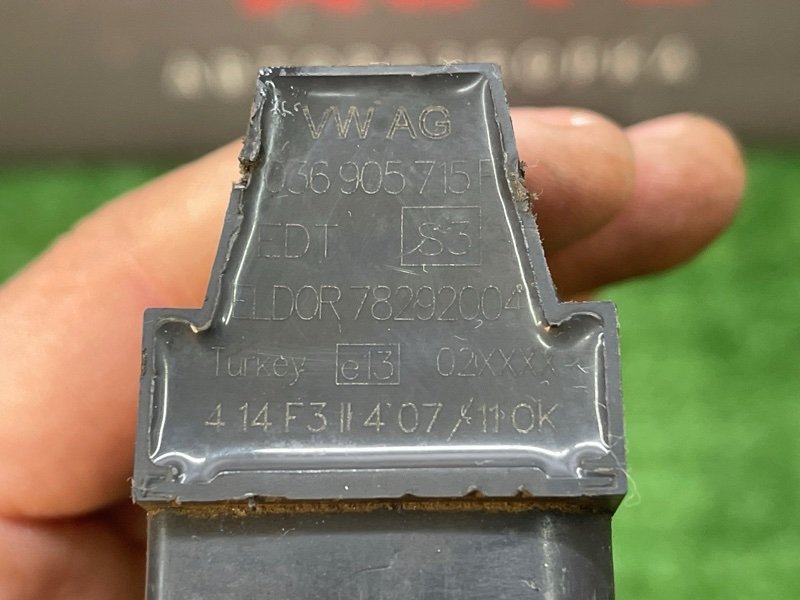 VW AG
036 905 715 F
EDT S3
ELDOR 78292004
Turkey e13 02XXXX
4 14 F3 II 4 07 / 11 OK